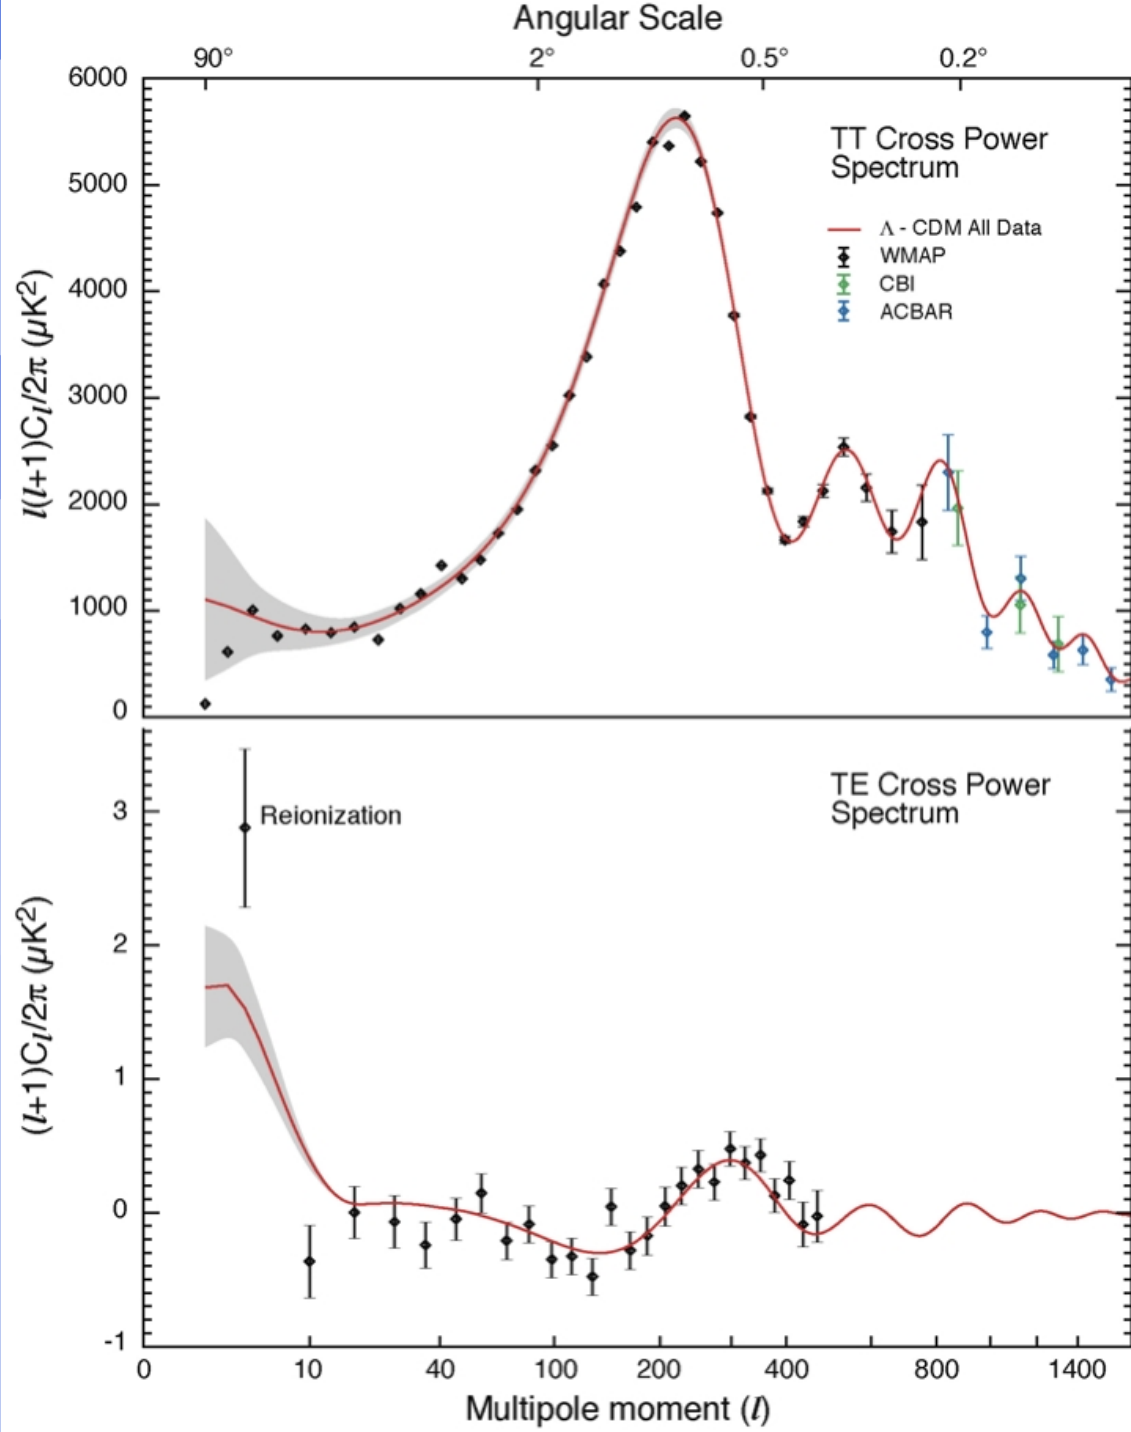 Angular Scale
90° 2° 0.5° 0.2°
6000
5000
4000
3000
2000
1000
0
l(l+1)Cl/2π (μK²)
TT Cross Power
Spectrum
Λ - CDM All Data
WMAP
CBI
ACBAR
3
2
1
0
-1
(l+1)Cl/2π (μK²)
Reionization
TE Cross Power
Spectrum
0 10 40 100 200 400 800 1400
Multipole moment (l)